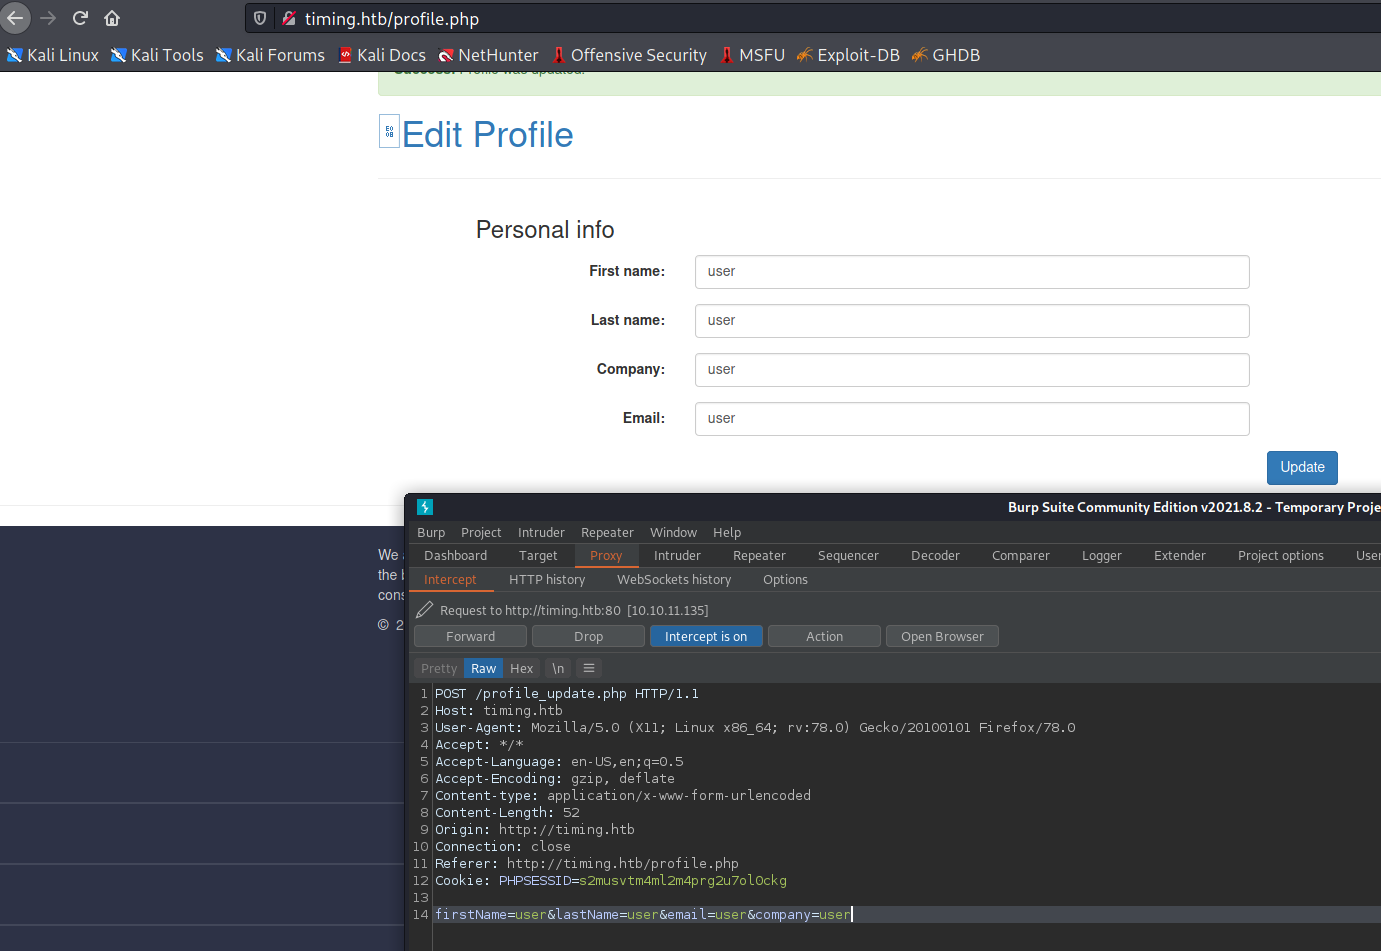 timing.htb/profile.php
Kali Linux Kali Tools Kali Forums Kali Docs NetHunter Offensive Security MSFU Exploit-DB GHDB
Success: Profile was updated.
Edit Profile
Personal info
First name: user
Last name: user
Company: user
Email: user
Update
We
the
cons
© 2
Burp Suite Community Edition v2021.8.2 - Temporary Proje
Burp Project Intruder Repeater Window Help
Dashboard Target Proxy Intruder Repeater Sequencer Decoder Comparer Logger Extender Project options User
Intercept HTTP history WebSockets history Options
Request to http://timing.htb:80 [10.10.11.135]
Forward Drop Intercept is on Action Open Browser
Pretty Raw Hex \n
1 POST /profile_update.php HTTP/1.1
2 Host: timing.htb
3 User-Agent: Mozilla/5.0 (X11; Linux x86_64; rv:78.0) Gecko/20100101 Firefox/78.0
4 Accept: */*
5 Accept-Language: en-US,en;q=0.5
6 Accept-Encoding: gzip, deflate
7 Content-type: application/x-www-form-urlencoded
8 Content-Length: 52
9 Origin: http://timing.htb
10 Connection: close
11 Referer: http://timing.htb/profile.php
12 Cookie: PHPSESSID=s2musvtm4ml2m4prg2u7ol0ckg
13
14 firstName=user&lastName=user&email=user&company=user